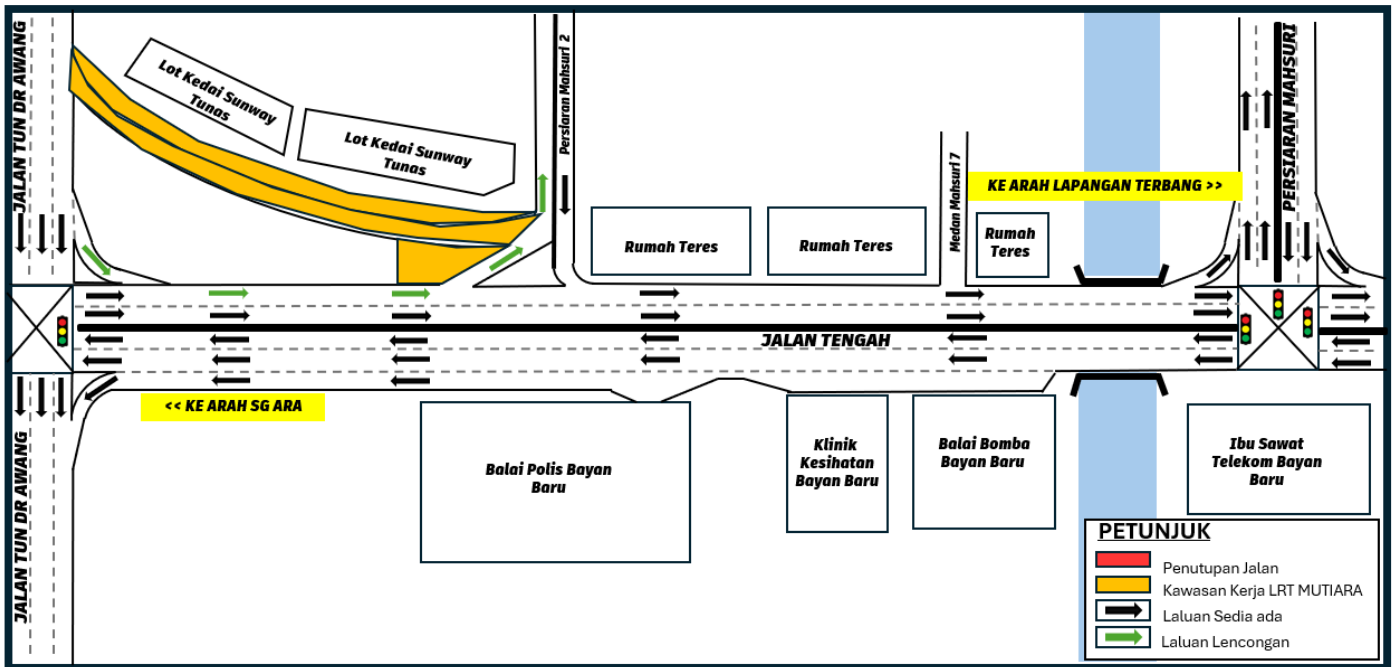 JALAN TUN DR AWANG
Lot Kedai Sunway
Tunas
Lot Kedai Sunway
Tunas
Persiaran Mahsuri 2
Medan Mahsuri 7
KE ARAH LAPANGAN TERBANG >>
PERSIARAN MAHSURI
Rumah Teres
Rumah Teres
Rumah
Teres
JALAN TENGAH
<< KE ARAH SG ARA
JALAN TUN DR AWANG
Balai Polis Bayan
Baru
Klinik
Kesihatan
Bayan Baru
Balai Bomba
Bayan Baru
Ibu Sawat
Telekom Bayan
Baru
PETUNJUK
Penutupan Jalan
Kawasan Kerja LRT MUTIARA
Laluan Sedia ada
Laluan Lencongan